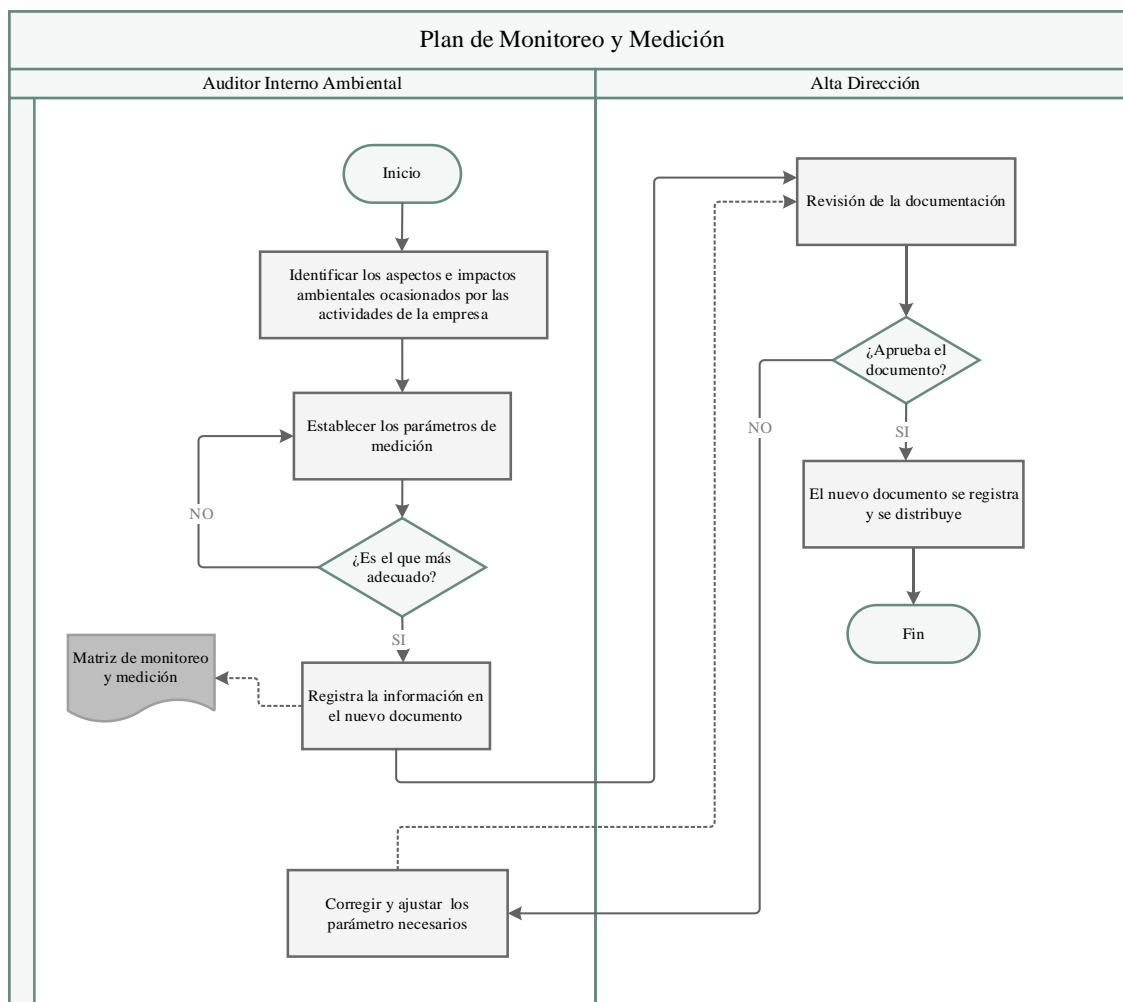 Plan de Monitoreo y Medición
Auditor Interno Ambiental
Alta Dirección
Inicio
Identificar los aspectos e impactos
ambientales ocasionados por las
actividades de la empresa
Establecer los parámetros de
medición
NO
¿Es el que más
adecuado?
SI
Matriz de monitoreo
y medición
Registra la información en
el nuevo documento
Corregir y ajustar los
parámetro necesarios
Revisión de la documentación
¿Aprueba el
documento?
NO
SI
El nuevo documento se registra
y se distribuye
Fin